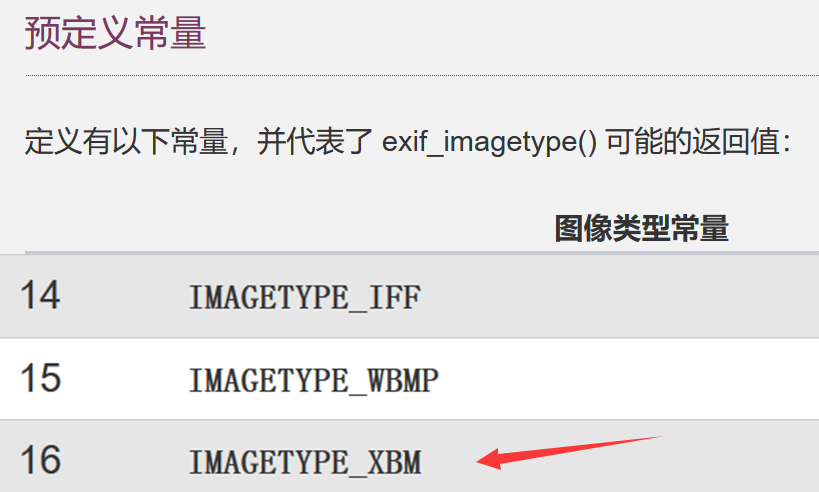 预定义常量
定义有以下常量，并代表了 exif_imagetype() 可能的返回值：
图像类型常量
14 IMAGETYPE_IFF
15 IMAGETYPE_WBMP
16 IMAGETYPE_XBM